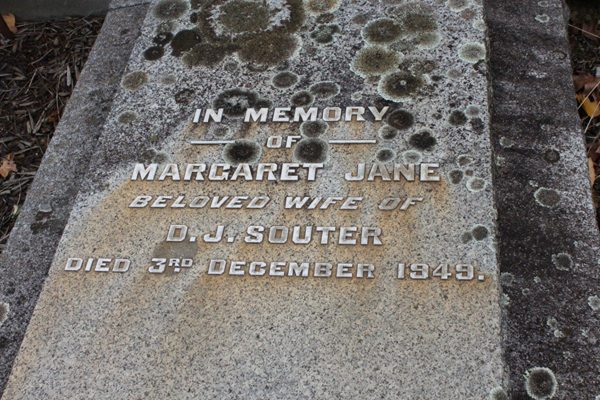 IN MEMORY
OF
MARGARET JANE
BELOVED WIFE OF
D. J. SOUTER
DIED 3RD DECEMBER 1949.